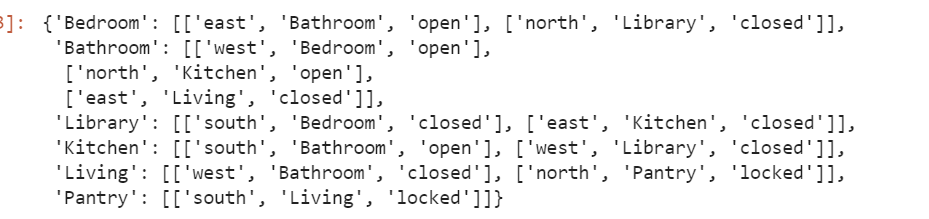 ]: {'Bedroom': [['east', 'Bathroom', 'open'], ['north', 'Library', 'closed']],
'Bathroom': [['west', 'Bedroom', 'open'],
['north', 'Kitchen', 'open'],
['east', 'Living', 'closed']],
'Library': [['south', 'Bedroom', 'closed'], ['east', 'Kitchen', 'closed']],
'Kitchen': [['south', 'Bathroom', 'open'], ['west', 'Library', 'closed']],
'Living': [['west', 'Bathroom', 'closed'], ['north', 'Pantry', 'locked']],
'Pantry': [['south', 'Living', 'locked']]}